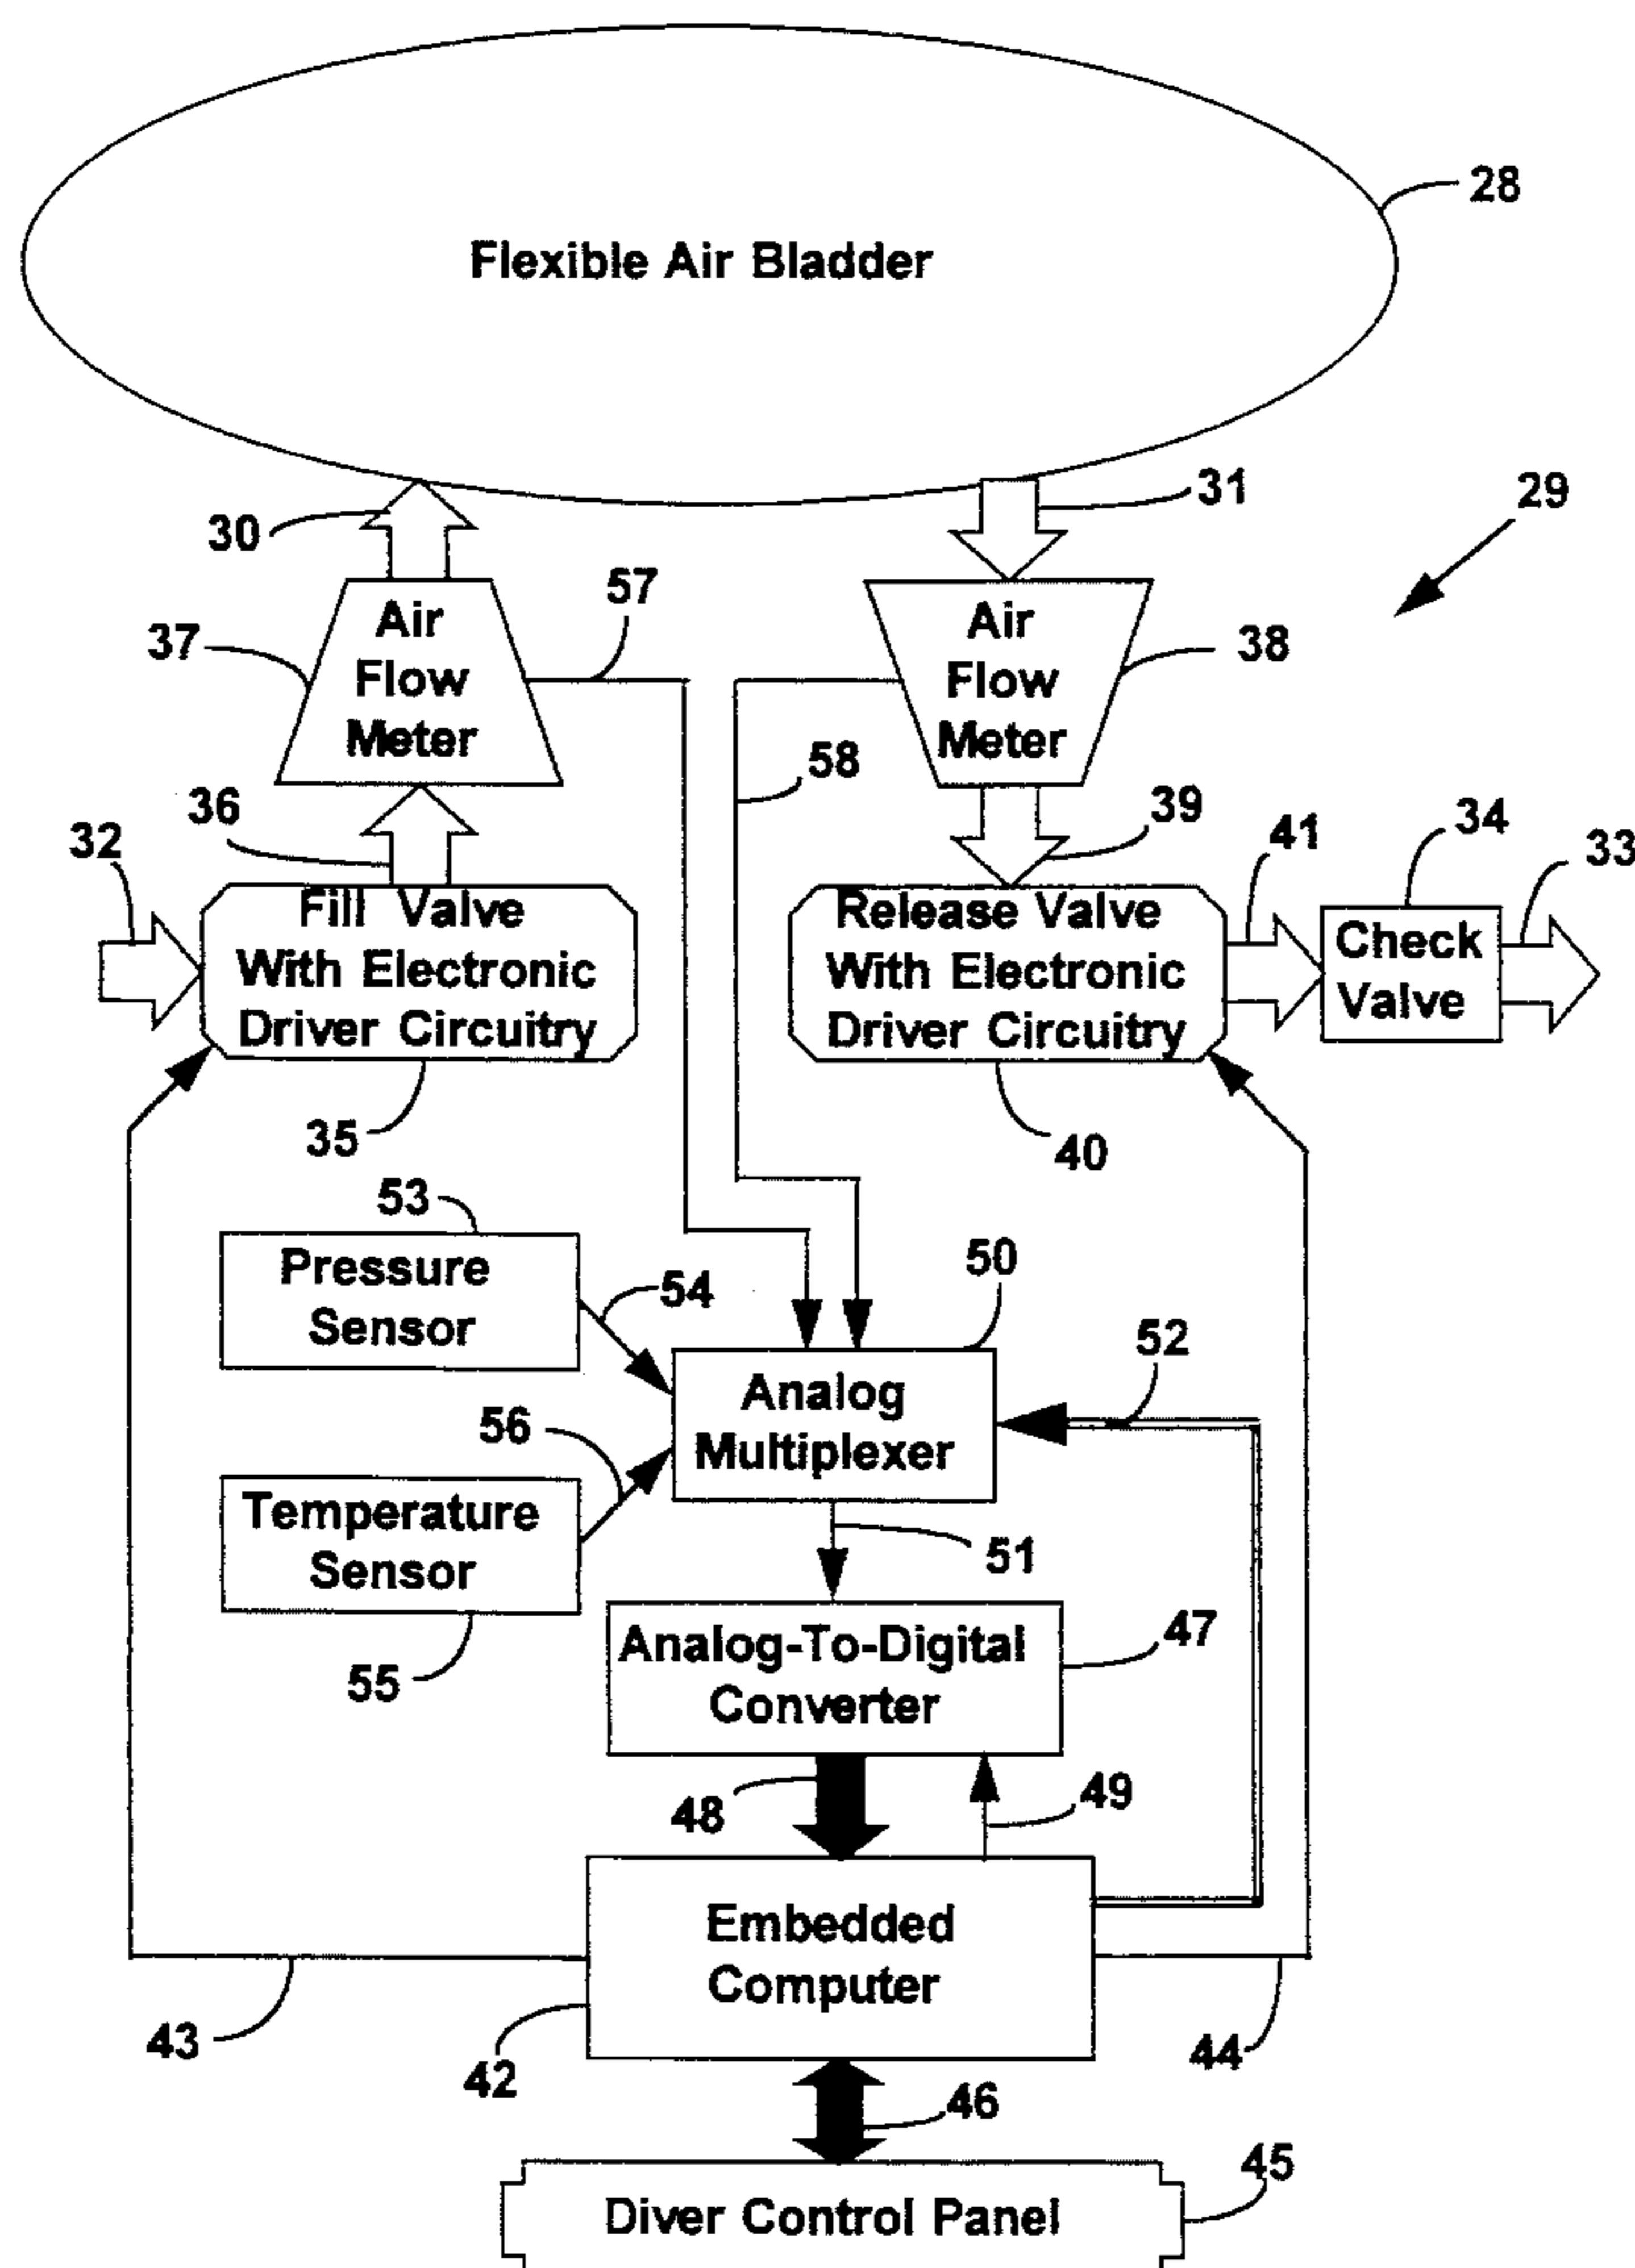 28
Flexible Air Bladder
31
29
30
57
Air
Flow
Meter
37
Air
Flow
Meter
38
58
36
39
34
32
41
33
Fill Valve
With Electronic
Driver Circuitry
Release Valve
With Electronic
Driver Circuitry
Check
Valve
35
40
53
50
Pressure
Sensor
54
52
Analog
Multiplexer
56
Temperature
Sensor
51
55
Analog-To-Digital
Converter
47
48
49
Embedded
Computer
43
42
44
46
45
Diver Control Panel